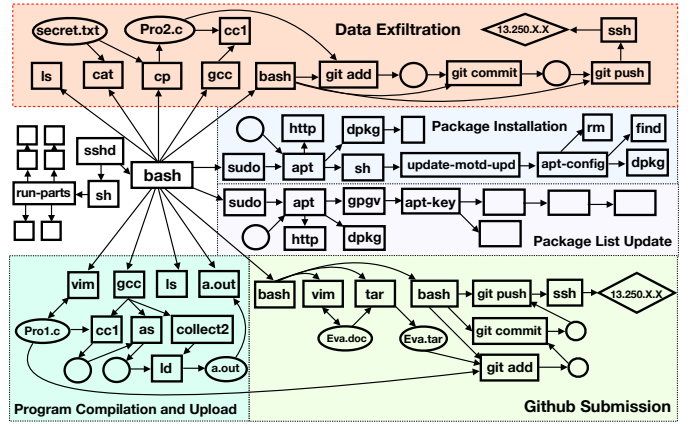 Data Exfiltration
secret.txt
Pro2.c
cc1
13.250.X.X
ssh
ls
cat
cp
gcc
bash
git add
git commit
git push
http
dpkg
Package Installation
rm
find
sshd
bash
sudo
apt
sh
update-motd-upd
apt-config
dpkg
run-parts
sh
sudo
apt
gpgv
apt-key
http
dpkg
Package List Update
vim
gcc
ls
a.out
bash
vim
tar
bash
git push
ssh
13.250.X.X
Pro1.c
cc1
as
collect2
Eva.doc
Eva.tar
git commit
ld
a.out
git add
Program Compilation and Upload
Github Submission